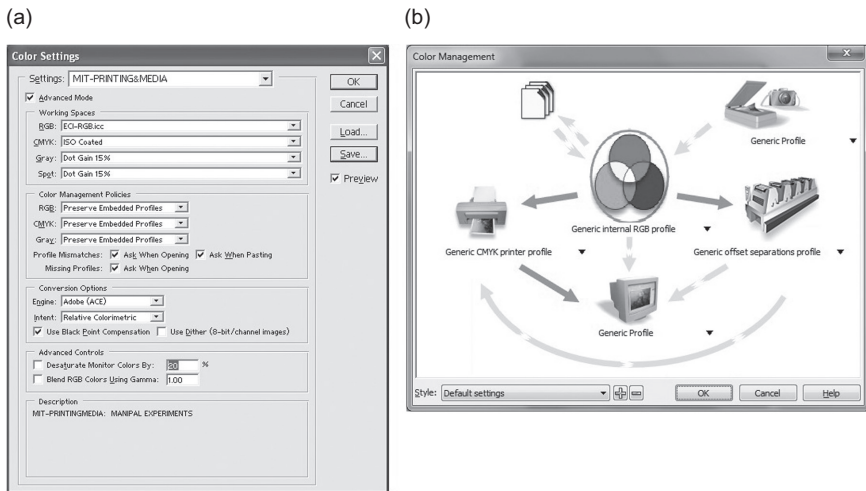 (a)
Color Settings
Settings: MIT-PRINTING&MEDIA
OK
Advanced Mode
Cancel
Working Spaces
RGB: ECI-RGB.icc
Load...
CMYK: ISO Coated
Save...
Gray: Dot Gain 15%
Preview
Spot: Dot Gain 15%
Color Management Policies
RGB: Preserve Embedded Profiles
CMYK: Preserve Embedded Profiles
Gray: Preserve Embedded Profiles
Profile Mismatches: Ask When Opening Ask When Pasting
Missing Profiles: Ask When Opening
Conversion Options
Engine: Adobe (ACE)
Intent: Relative Colorimetric
Use Black Point Compensation Use Dither (8-bit/channel images)
Advanced Controls
Desaturate Monitor Colors By: 20 %
Blend RGB Colors Using Gamma: 1.00
Description
MIT-PRINTINGMEDIA: MANIPAL EXPERIMENTS
(b)
Color Management
Generic Profile
Generic internal RGB profile
Generic CMYK printer profile
Generic offset separations profile
Generic Profile
Style: Default settings
OK
Cancel
Help